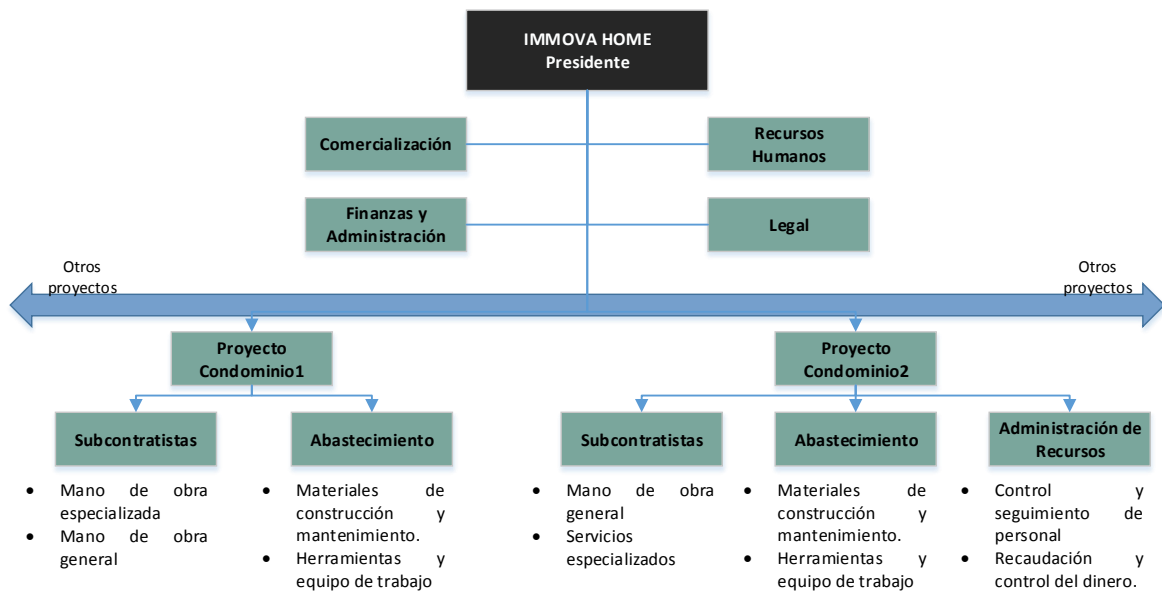 IMMOVA HOME
Presidente
Comercialización
Recursos
Humanos
Finanzas y
Administración
Legal
Otros
proyectos
Otros
proyectos
Proyecto
Condominio1
Proyecto
Condominio2
Subcontratistas
Abastecimiento
Subcontratistas
Abastecimiento
Administración de
Recursos
• Mano de obra
especializada
• Mano de obra
general
• Materiales de
construcción y
mantenimiento.
• Herramientas y
equipo de trabajo
• Mano de obra
general
• Servicios
especializados
• Materiales de
construcción y
mantenimiento.
• Herramientas y
equipo de trabajo
• Control y
seguimiento de
personal
• Recaudación y
control del dinero.